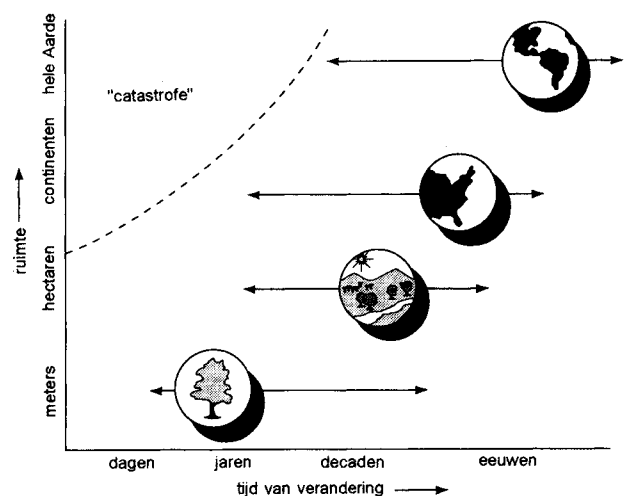 hele Aarde
continenten
hectaren
meters
ruimte
"catastrofe"
dagen jaren decaden eeuwen
tijd van verandering